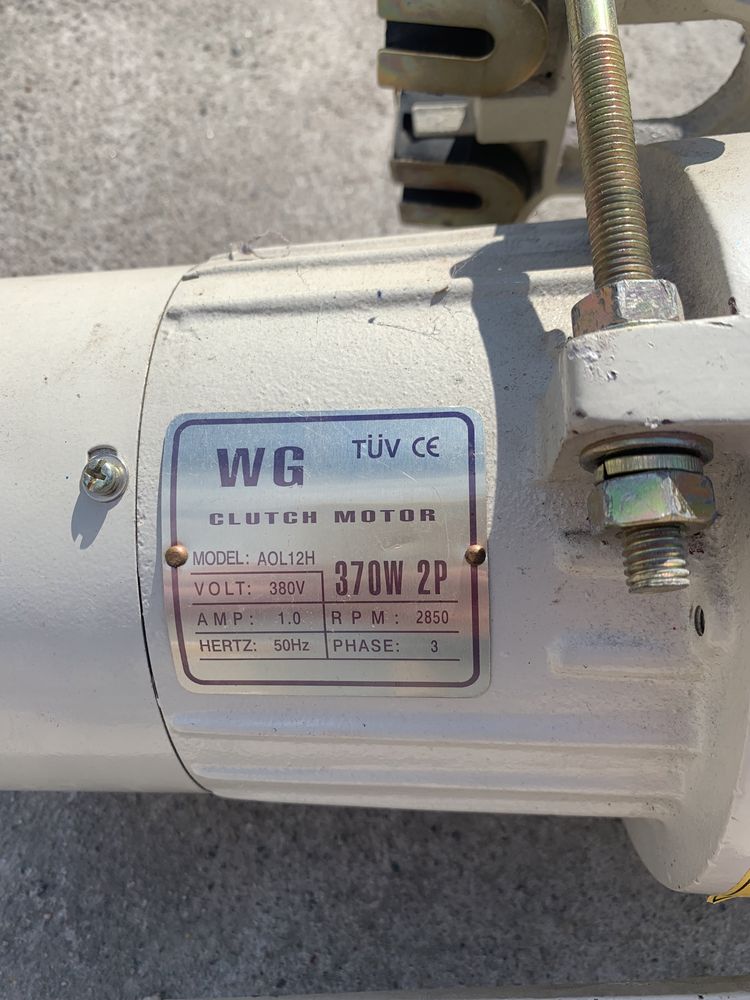 WG TÜV CE
CLUTCH MOTOR
MODEL: AOL12H
370W 2P
VOLT: 380V
AMP: 1.0 RPM: 2850
HERTZ: 50Hz PHASE: 3